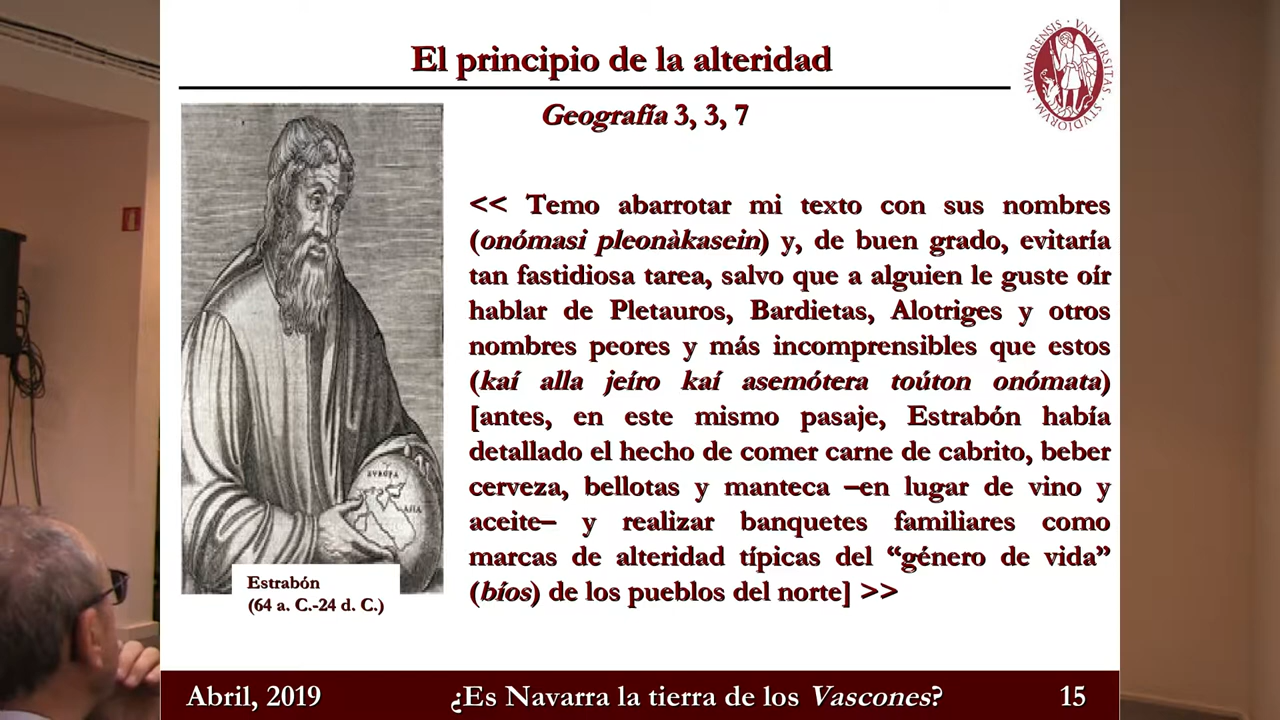 El principio de la alteridad
Geografía 3, 3, 7
NAVARRENSIS · VNIVERSITAS · STVDIORVM
<< Temo abarrotar mi texto con sus nombres
(onómasi pleonàkasein) y, de buen grado, evitaría
tan fastidiosa tarea, salvo que a alguien le guste oír
hablar de Pletauros, Bardietas, Alotriges y otros
nombres peores y más incomprensibles que estos
(kaí alla jeíro kaí asemótera toúton onómata)
[antes, en este mismo pasaje, Estrabón había
detallado el hecho de comer carne de cabrito, beber
cerveza, bellotas y manteca –en lugar de vino y
aceite– y realizar banquetes familiares como
marcas de alteridad típicas del “género de vida”
(bíos) de los pueblos del norte] >>
EVROPA
ASIA
Estrabón
(64 a. C.-24 d. C.)
Abril, 2019
¿Es Navarra la tierra de los Vascones?
15